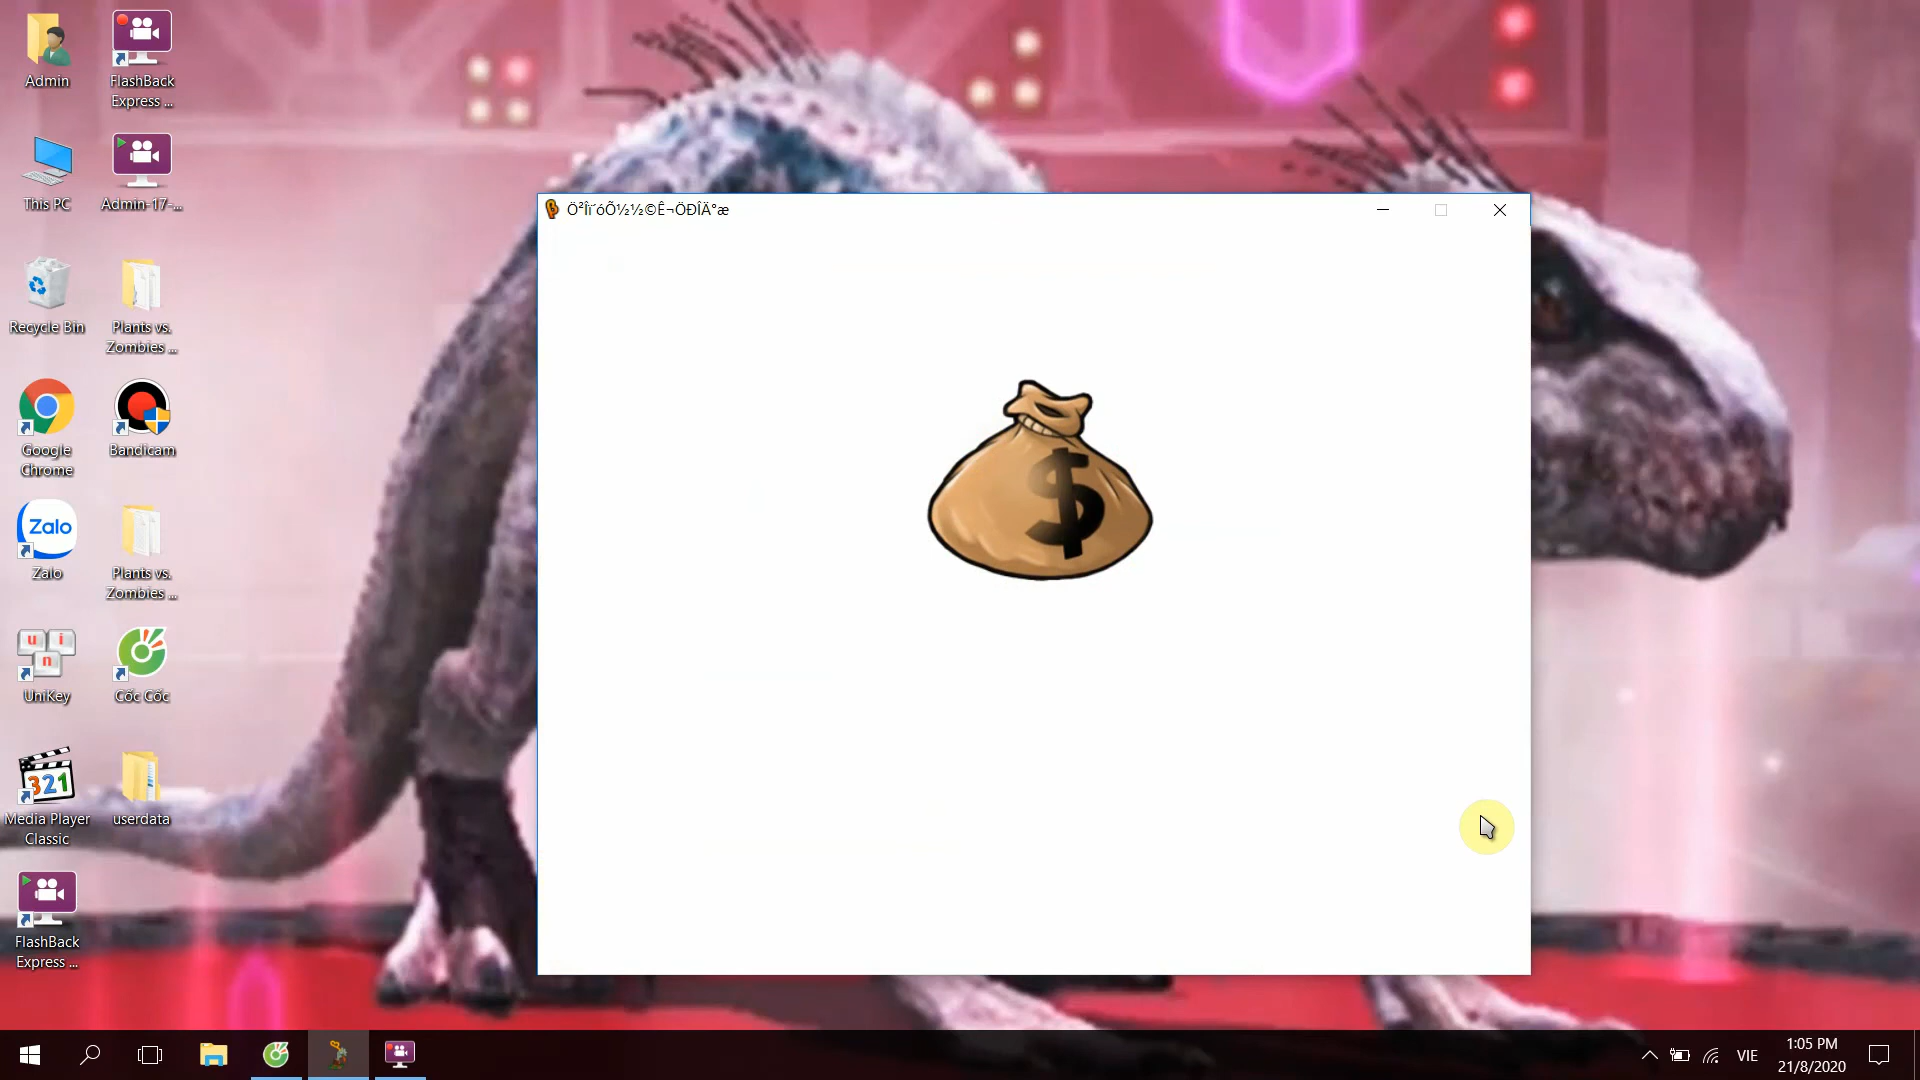 Admin
FlashBack
Express ...
This PC
Admin-17-...
Recycle Bin
Plants vs.
Zombies ...
Google
Chrome
Bandicam
Zalo
Zalo
Plants vs.
Zombies ...
u i
n
UniKey
Cốc Cốc
321
Media Player
Classic
userdata
FlashBack
Express ...
Ö²Îï´óÕ½½©Ê¬ÖÐÎÄ°æ
$
VIE
1:05 PM
21/8/2020